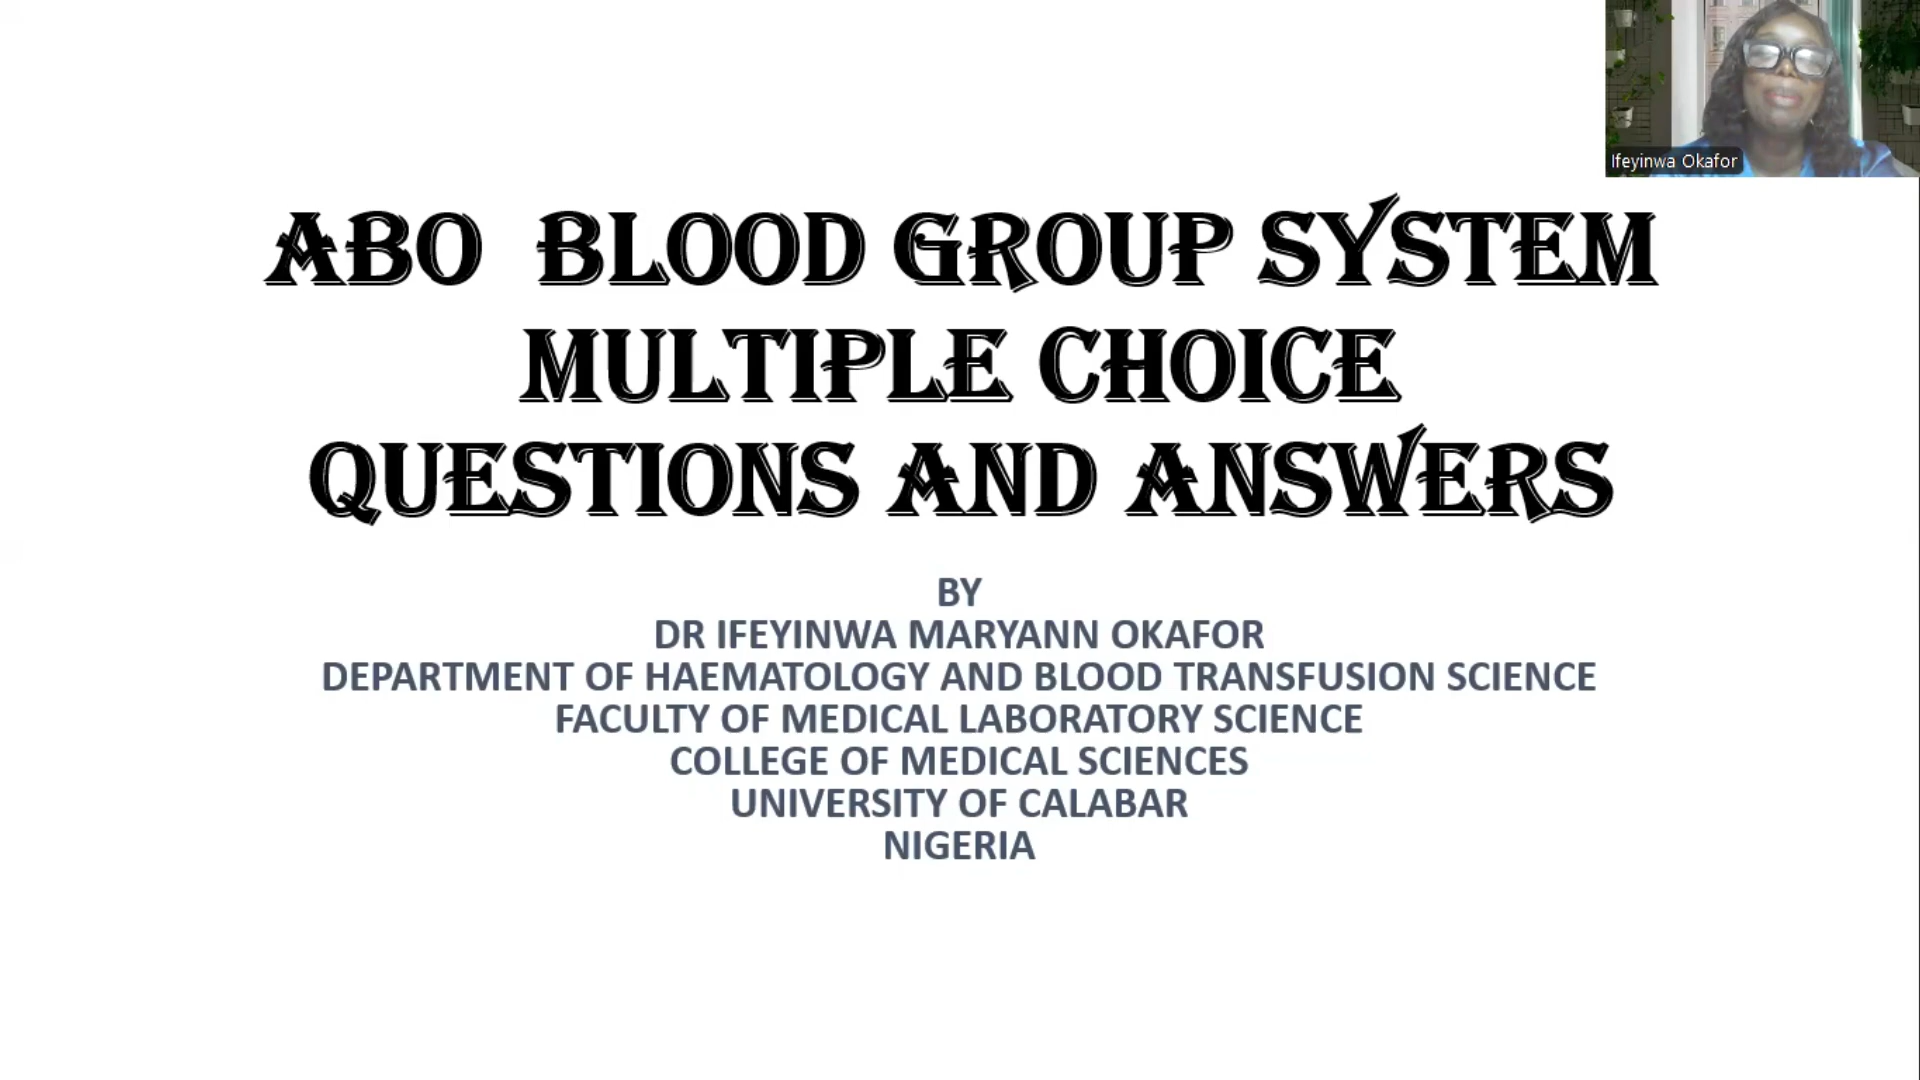 Ifeyinwa Okafor
ABO BLOOD GROUP SYSTEM
MULTIPLE CHOICE
QUESTIONS AND ANSWERS
BY
DR IFEYINWA MARYANN OKAFOR
DEPARTMENT OF HAEMATOLOGY AND BLOOD TRANSFUSION SCIENCE
FACULTY OF MEDICAL LABORATORY SCIENCE
COLLEGE OF MEDICAL SCIENCES
UNIVERSITY OF CALABAR
NIGERIA